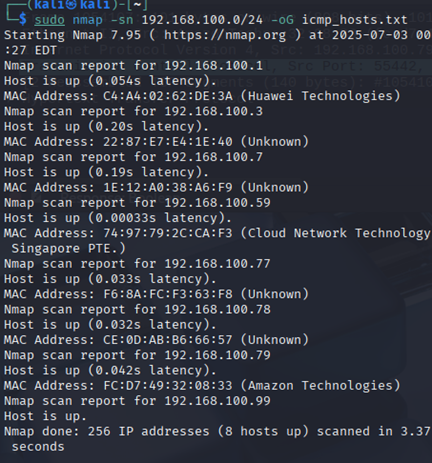 ┌──(kali㉿kali)-[~]
└─$ sudo nmap -sn 192.168.100.0/24 -oG icmp_hosts.txt
Starting Nmap 7.95 ( https://nmap.org ) at 2025-07-03 00
:27 EDT
Nmap scan report for 192.168.100.1
Host is up (0.054s latency).
MAC Address: C4:A4:02:62:DE:3A (Huawei Technologies)
Nmap scan report for 192.168.100.3
Host is up (0.20s latency).
MAC Address: 22:87:E7:E4:1E:40 (Unknown)
Nmap scan report for 192.168.100.7
Host is up (0.19s latency).
MAC Address: 1E:12:A0:38:A6:F9 (Unknown)
Nmap scan report for 192.168.100.59
Host is up (0.00033s latency).
MAC Address: 74:97:79:2C:CA:F3 (Cloud Network Technology
 Singapore PTE.)
Nmap scan report for 192.168.100.77
Host is up (0.033s latency).
MAC Address: F6:8A:FC:F3:63:F8 (Unknown)
Nmap scan report for 192.168.100.78
Host is up (0.032s latency).
MAC Address: CE:0D:AB:B6:66:57 (Unknown)
Nmap scan report for 192.168.100.79
Host is up (0.042s latency).
MAC Address: FC:D7:49:32:08:33 (Amazon Technologies)
Nmap scan report for 192.168.100.99
Host is up.
Nmap done: 256 IP addresses (8 hosts up) scanned in 3.37
 seconds